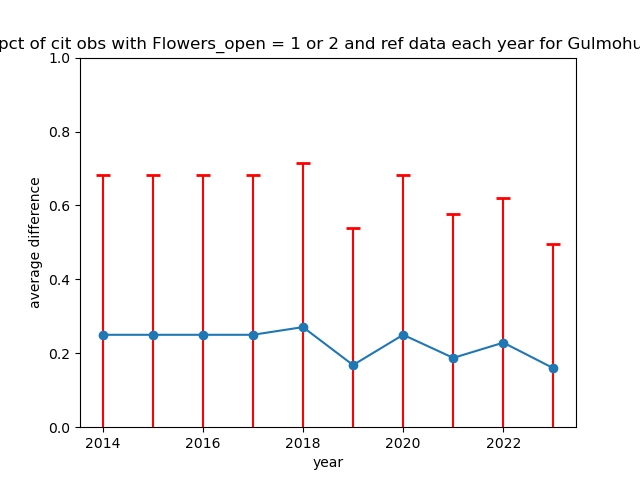 pct of cit obs with Flowers_open = 1 or 2 and ref data each year for Gulmohu
1.0
0.8
0.6
0.4
0.2
0.0
average difference
2014 2016 2018 2020 2022
year